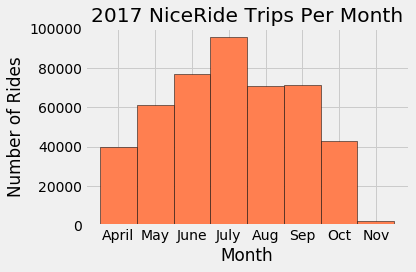 2017 NiceRide Trips Per Month
Number of Rides
100000
80000
60000
40000
20000
0
April May June July Aug Sep Oct Nov
Month